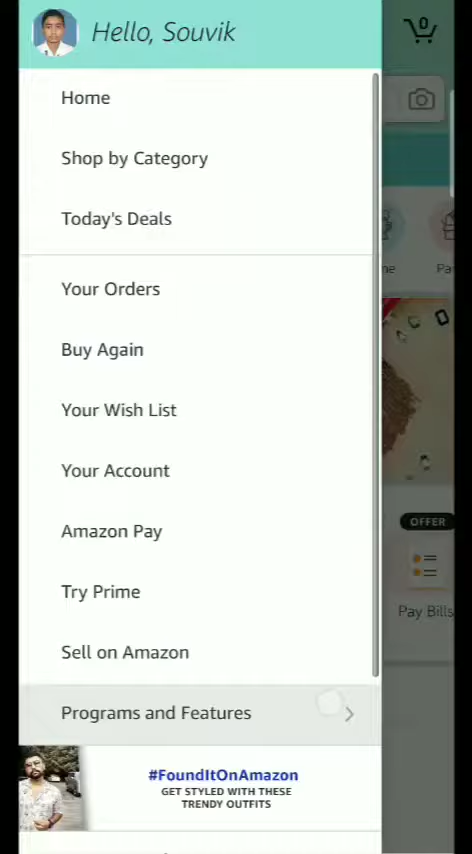 Hello, Souvik
0
Home
Shop by Category
Today's Deals
Your Orders
Buy Again
Your Wish List
OFFER
Your Account
Amazon Pay
Try Prime
Pay Bills
Sell on Amazon
Programs and Features
#FoundItOnAmazon
GET STYLED WITH THESE
TRENDY OUTFITS